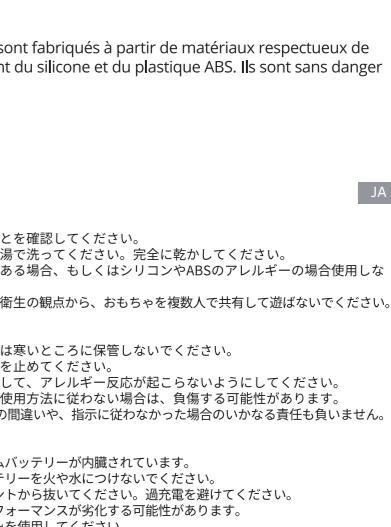 sont fabriqués à partir de matériaux respectueux de
nt du silicone et du plastique ABS. Ils sont sans danger
JA
とを確認してください。
湯で洗ってください。完全に乾かしてください。
ある場合、もしくはシリコンやABSのアレルギーの場合使用しな
衛生の観点から、おもちゃを複数人で共有して遊ばないでください。
は寒いところに保管しないでください。
を止めてください。
して、アレルギー反応が起こらないようにしてください。
使用方法に従わない場合は、負傷する可能性があります。
の間違いや、指示に従わなかった場合のいかなる責任も負いません。
ムバッテリーが内臓されています。
テリーを火や水につけないでください。
ントから抜いてください。過充電を避けてください。
フォーマンスが劣化する可能性があります。
を使用してください